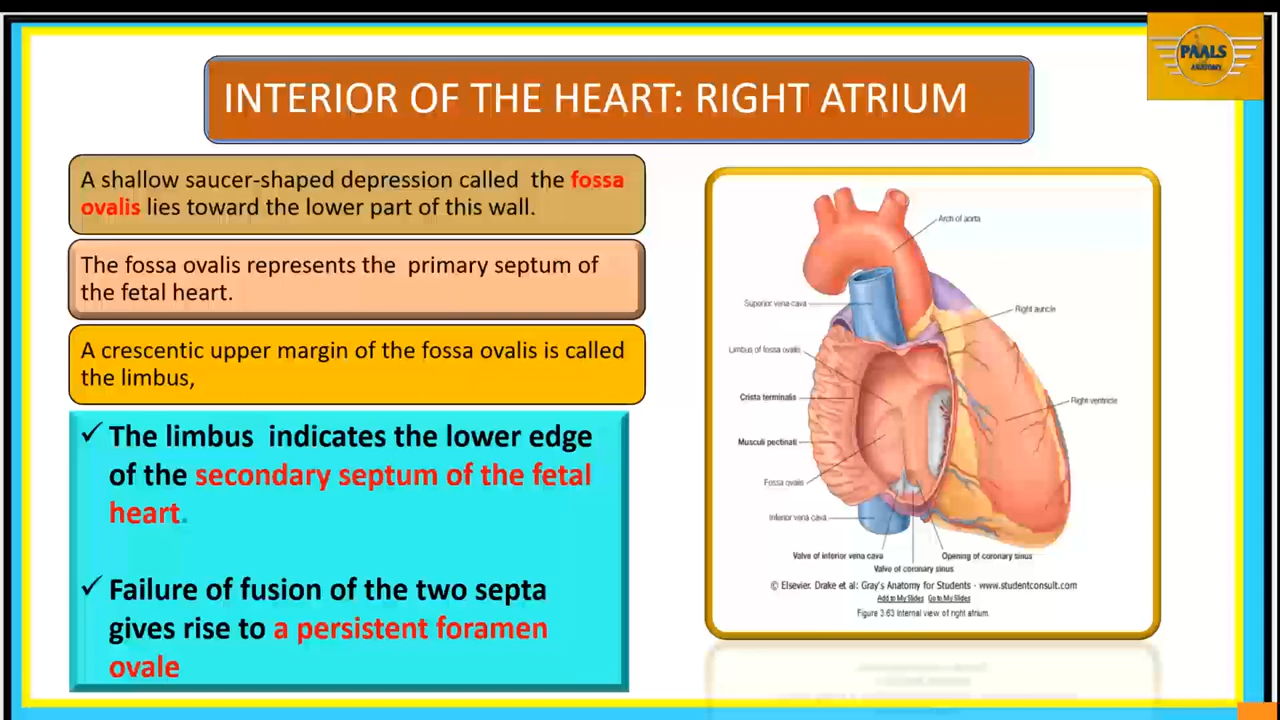 PAALS
ANATOMY
INTERIOR OF THE HEART: RIGHT ATRIUM
A shallow saucer-shaped depression called the fossa
ovalis lies toward the lower part of this wall.
The fossa ovalis represents the primary septum of
the fetal heart.
A crescentic upper margin of the fossa ovalis is called
the limbus,
✓ The limbus indicates the lower edge
of the secondary septum of the fetal
heart.
✓ Failure of fusion of the two septa
gives rise to a persistent foramen
ovale
Arch of aorta
Superior vena cava
Right auricle
Limbus of fossa ovalis
Crista terminalis
Right ventricle
Musculi pectinati
Fossa ovalis
Inferior vena cava
Valve of inferior vena cava
Opening of coronary sinus
Valve of coronary sinus
© Elsevier. Drake et al: Gray's Anatomy for Students - www.studentconsult.com
Add to My Slides Go to My Slides
Figure 3.63 Internal view of right atrium.